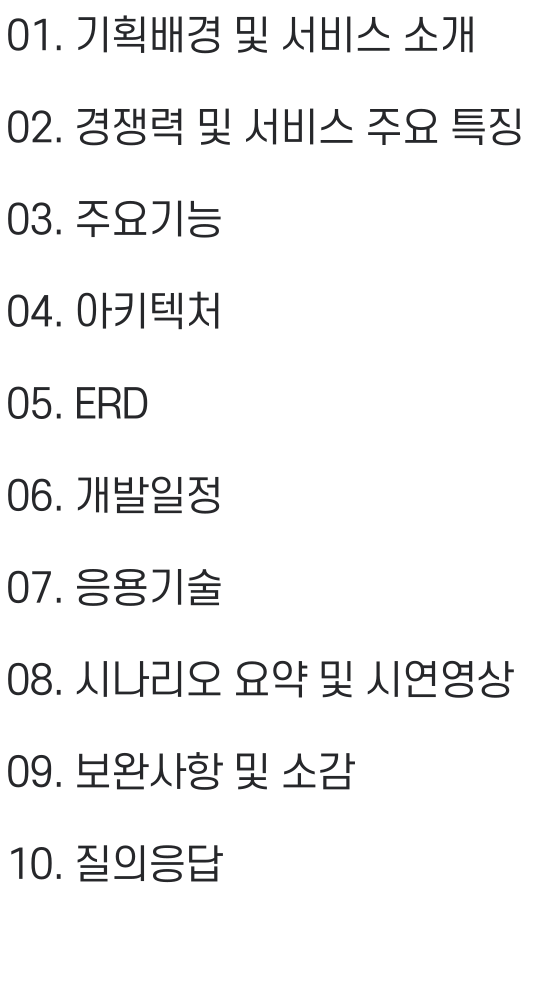 01. 기획배경 및 서비스 소개
02. 경쟁력 및 서비스 주요 특징
03. 주요기능
04. 아키텍처
05. ERD
06. 개발일정
07. 응용기술
08. 시나리오 요약 및 시연영상
09. 보완사항 및 소감
10. 질의응답